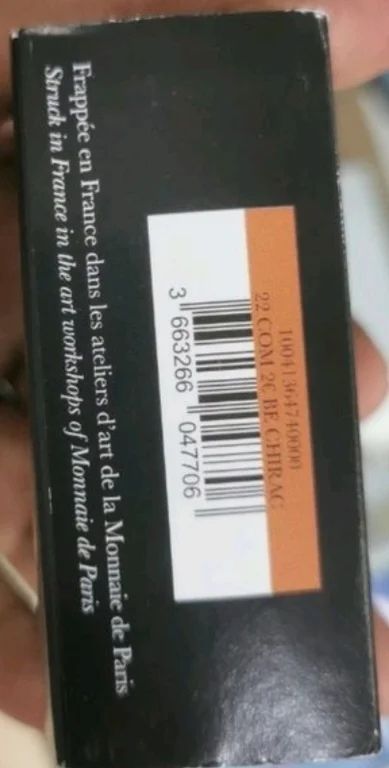 10041364740000
22 COM 2€ BE CHIRAC
3 663266 047706
Frappée en France dans les ateliers d'art de la Monnaie de Paris
Struck in France in the art workshops of Monnaie de Paris